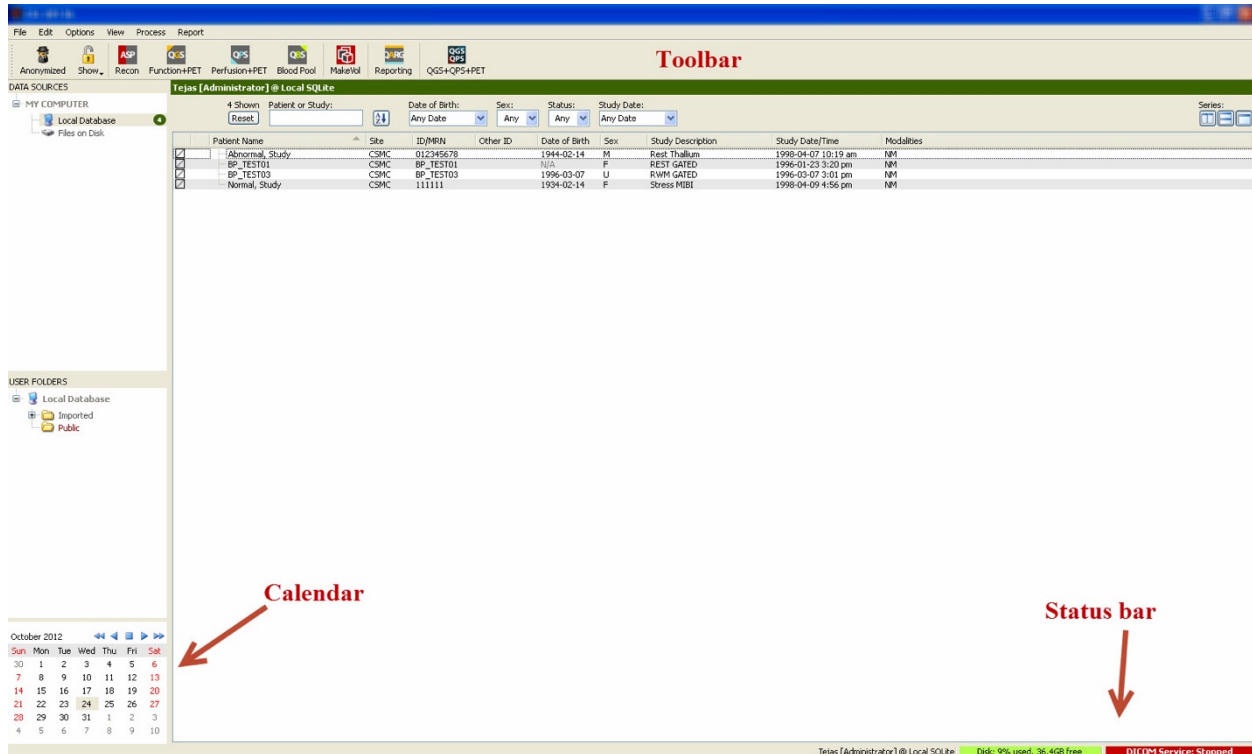 File Edit Options View Process Report
ASP QGS QPS QBS QARG QGS
QPS
Anonymized Show Recon Function+PET Perfusion+PET Blood Pool MakeVol Reporting QGS+QPS+PET
Toolbar
DATA SOURCES
MY COMPUTER
Local Database 4
Files on Disk
Tejas [Administrator] @ Local SQLite
4 Shown Patient or Study: Date of Birth: Sex: Status: Study Date: Series:
Reset Any Date Any Any Any Date
Patient Name Site ID/MRN Other ID Date of Birth Sex Study Description Study Date/Time Modalities
Abnormal, Study CSMC 012345678 1944-02-14 M Rest Thallium 1998-04-07 10:19 am NM
BP_TEST01 CSMC BP_TEST01 N/A F REST GATED 1996-01-23 3:20 pm NM
BP_TEST03 CSMC BP_TEST03 1996-03-07 U RWM GATED 1996-03-07 3:01 pm NM
Normal, Study CSMC 111111 1934-02-14 F Stress MIBI 1998-04-09 4:56 pm NM
USER FOLDERS
Local Database
Imported
Public
Calendar
Status bar
October 2012
Sun Mon Tue Wed Thu Fri Sat
30 1 2 3 4 5 6
7 8 9 10 11 12 13
14 15 16 17 18 19 20
21 22 23 24 25 26 27
28 29 30 31 1 2 3
4 5 6 7 8 9 10
Tejas [Administrator] @ Local SQLite Disk: 9% used, 36.4GB free DICOM Service: Stopped